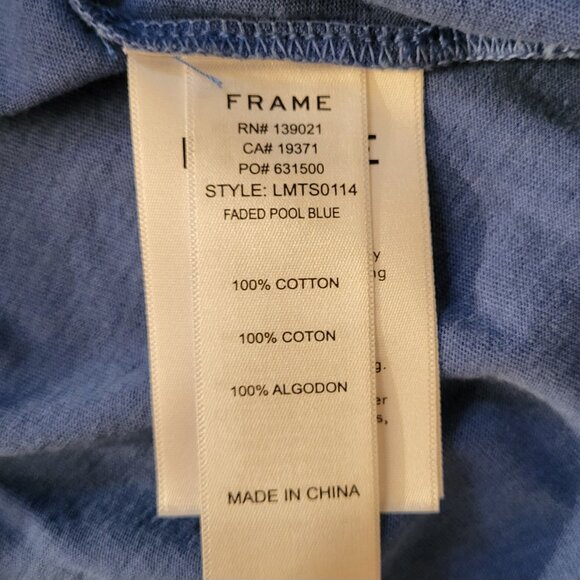 FRAME
RN# 139021
CA# 19371
PO# 631500
STYLE: LMTS0114
FADED POOL BLUE
100% COTTON
100% COTON
100% ALGODON
MADE IN CHINA